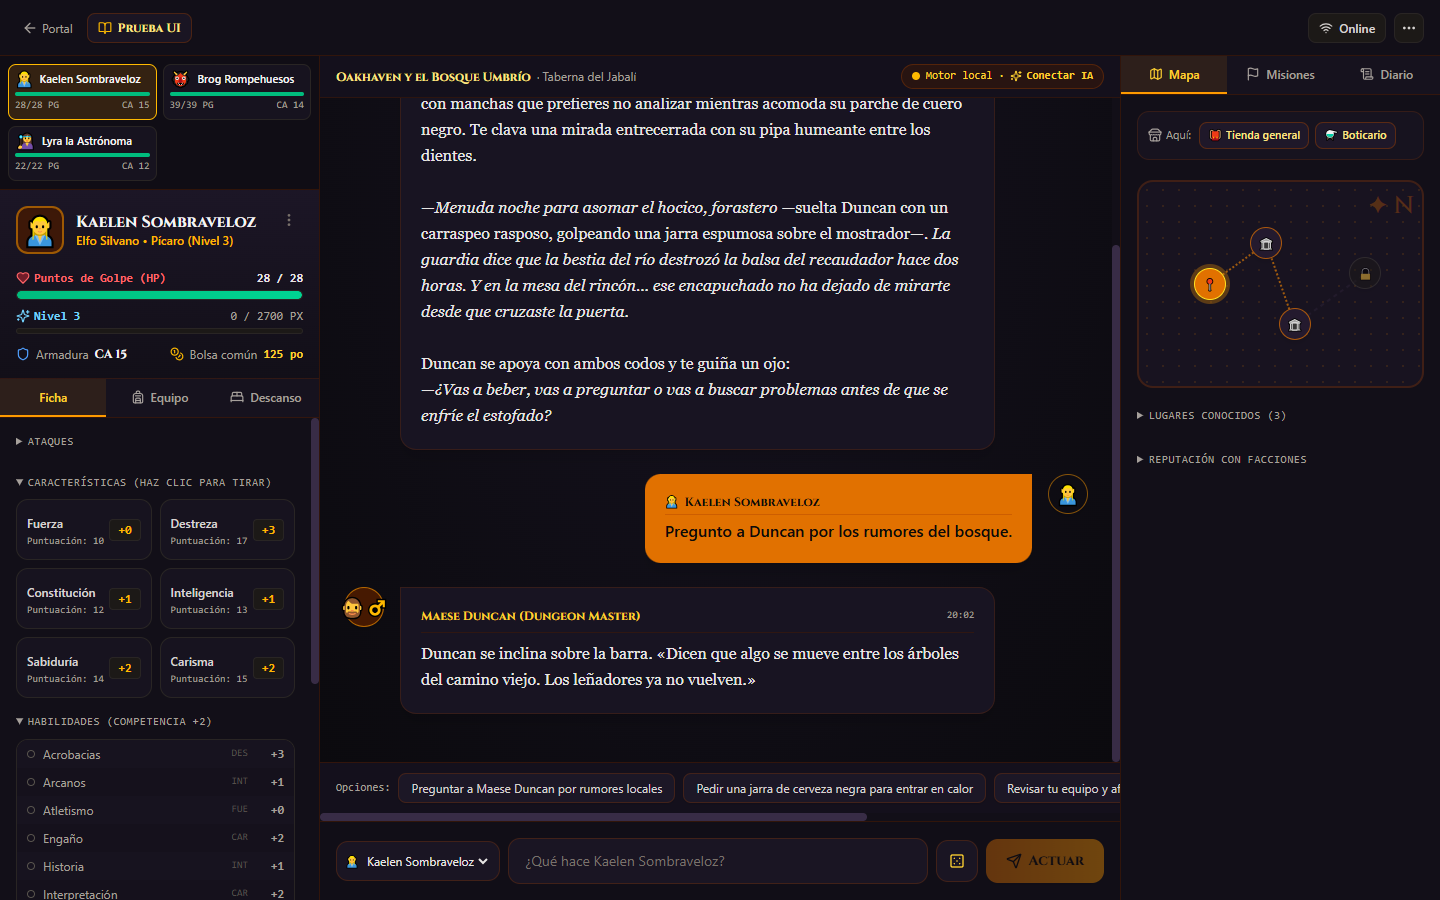 Portal
Prueba UI
Online
Kaelen Sombraveloz
28/28 PG CA 15
Brog Rompehuesos
39/39 PG CA 14
Lyra la Astrónoma
22/22 PG CA 12
Kaelen Sombraveloz
Elfo Silvano • Pícaro (Nivel 3)
Puntos de Golpe (HP) 28 / 28
Nivel 3 0 / 2700 PX
Armadura CA 15 Bolsa común 125 po
Ficha Equipo Descanso
ATAQUES
CARACTERÍSTICAS (HAZ CLIC PARA TIRAR)
Fuerza
Puntuación: 10
+0
Destreza
Puntuación: 17
+3
Constitución
Puntuación: 12
+1
Inteligencia
Puntuación: 13
+1
Sabiduría
Puntuación: 14
+2
Carisma
Puntuación: 15
+2
HABILIDADES (COMPETENCIA +2)
Acrobacias DES +3
Arcanos INT +1
Atletismo FUE +0
Engaño CAR +2
Historia INT +1
Interpretación CAR +2
Oakhaven y el Bosque Umbrío · Taberna del Jabalí
Motor local · Conectar IA
con manchas que prefieres no analizar mientras acomoda su parche de cuero
negro. Te clava una mirada entrecerrada con su pipa humeante entre los
dientes.
—Menuda noche para asomar el hocico, forastero —suelta Duncan con un
carraspeo rasposo, golpeando una jarra espumosa sobre el mostrador—. La
guardia dice que la bestia del río destrozó la balsa del recaudador hace dos
horas. Y en la mesa del rincón... ese encapuchado no ha dejado de mirarte
desde que cruzaste la puerta.
Duncan se apoya con ambos codos y te guiña un ojo:
—¿Vas a beber, vas a preguntar o vas a buscar problemas antes de que se
enfríe el estofado?
Kaelen Sombraveloz
Pregunto a Duncan por los rumores del bosque.
Maese Duncan (Dungeon Master) 20:02
Duncan se inclina sobre la barra. «Dicen que algo se mueve entre los árboles
del camino viejo. Los leñadores ya no vuelven.»
Opciones: Preguntar a Maese Duncan por rumores locales Pedir una jarra de cerveza negra para entrar en calor Revisar tu equipo y af
Kaelen Sombraveloz ¿Qué hace Kaelen Sombraveloz? Actuar
Mapa Misiones Diario
Aquí: Tienda general Boticario
N
LUGARES CONOCIDOS (3)
REPUTACIÓN CON FACCIONES